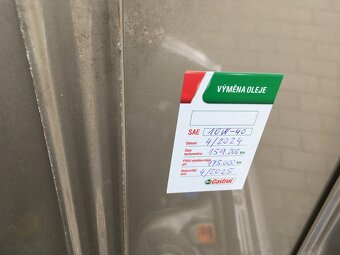 VÝMĚNA OLEJE
SAE 10W-40
Datum: 4/2024
Stav tachometru: 159.200 km
Příští výměna oleje při: 175.000 km
Nejpozději dne: 4/2025
Castrol